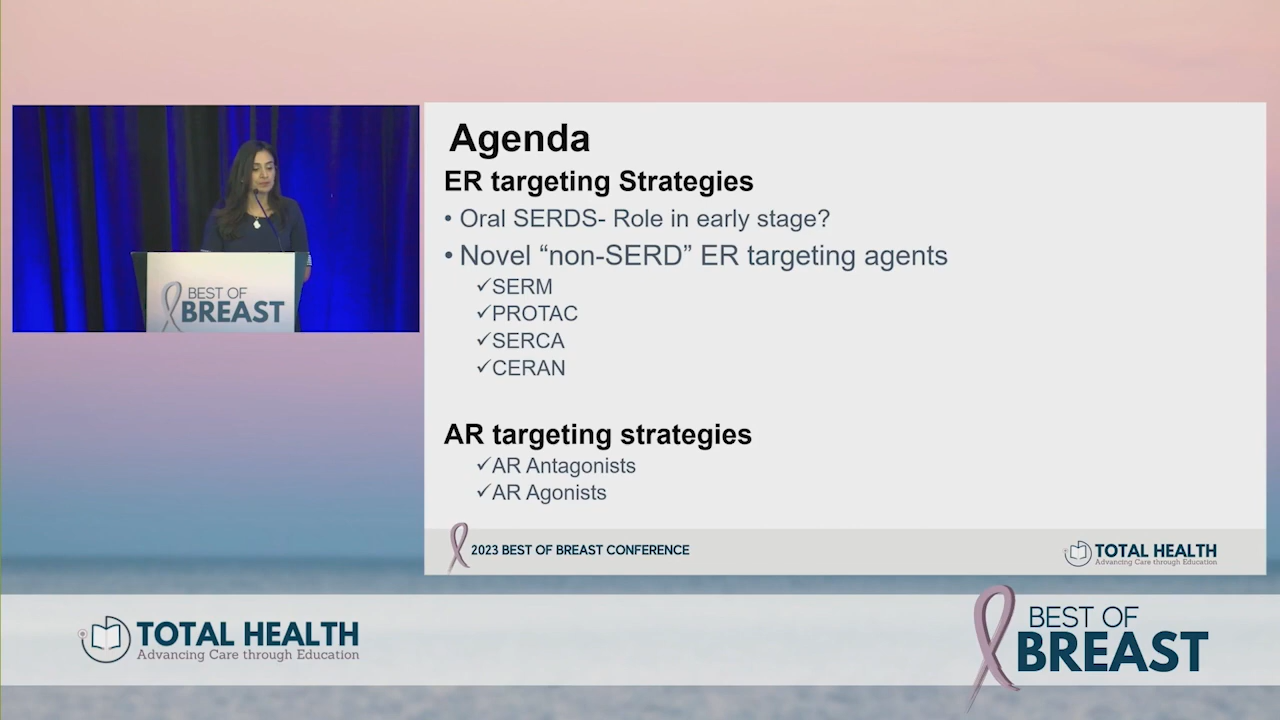 BEST OF
BREAST
Agenda
ER targeting Strategies
• Oral SERDS- Role in early stage?
• Novel “non-SERD” ER targeting agents
✓SERM
✓PROTAC
✓SERCA
✓CERAN
AR targeting strategies
✓AR Antagonists
✓AR Agonists
2023 BEST OF BREAST CONFERENCE
TOTAL HEALTH
Advancing Care through Education
TOTAL HEALTH
Advancing Care through Education
BEST OF
BREAST